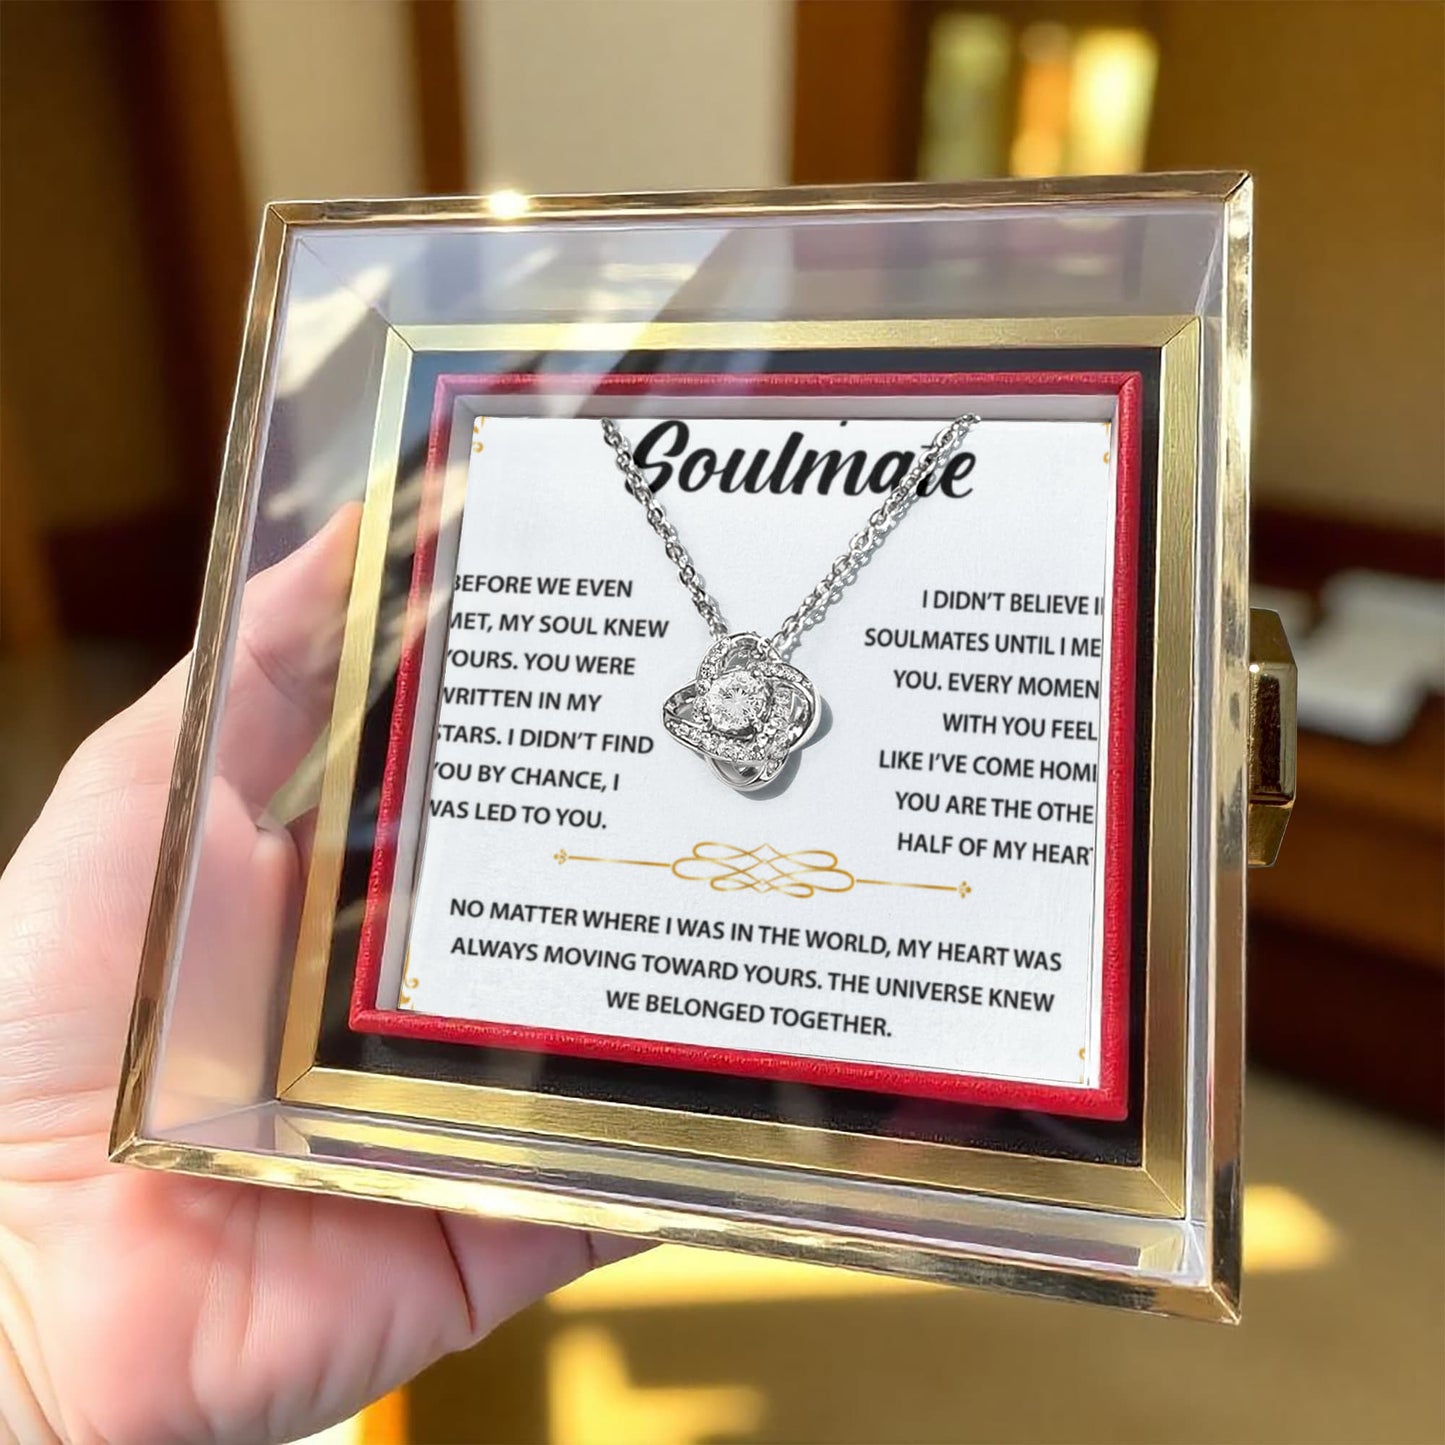 Soulmate
BEFORE WE EVEN
MET, MY SOUL KNEW
YOURS. YOU WERE
WRITTEN IN MY
STARS. I DIDN'T FIND
YOU BY CHANCE, I
WAS LED TO YOU.
I DIDN'T BELIEVE I
SOULMATES UNTIL I ME
YOU. EVERY MOMEN
WITH YOU FEEL
LIKE I'VE COME HOM
YOU ARE THE OTHE
HALF OF MY HEART
NO MATTER WHERE I WAS IN THE WORLD, MY HEART WAS
ALWAYS MOVING TOWARD YOURS. THE UNIVERSE KNEW
WE BELONGED TOGETHER.